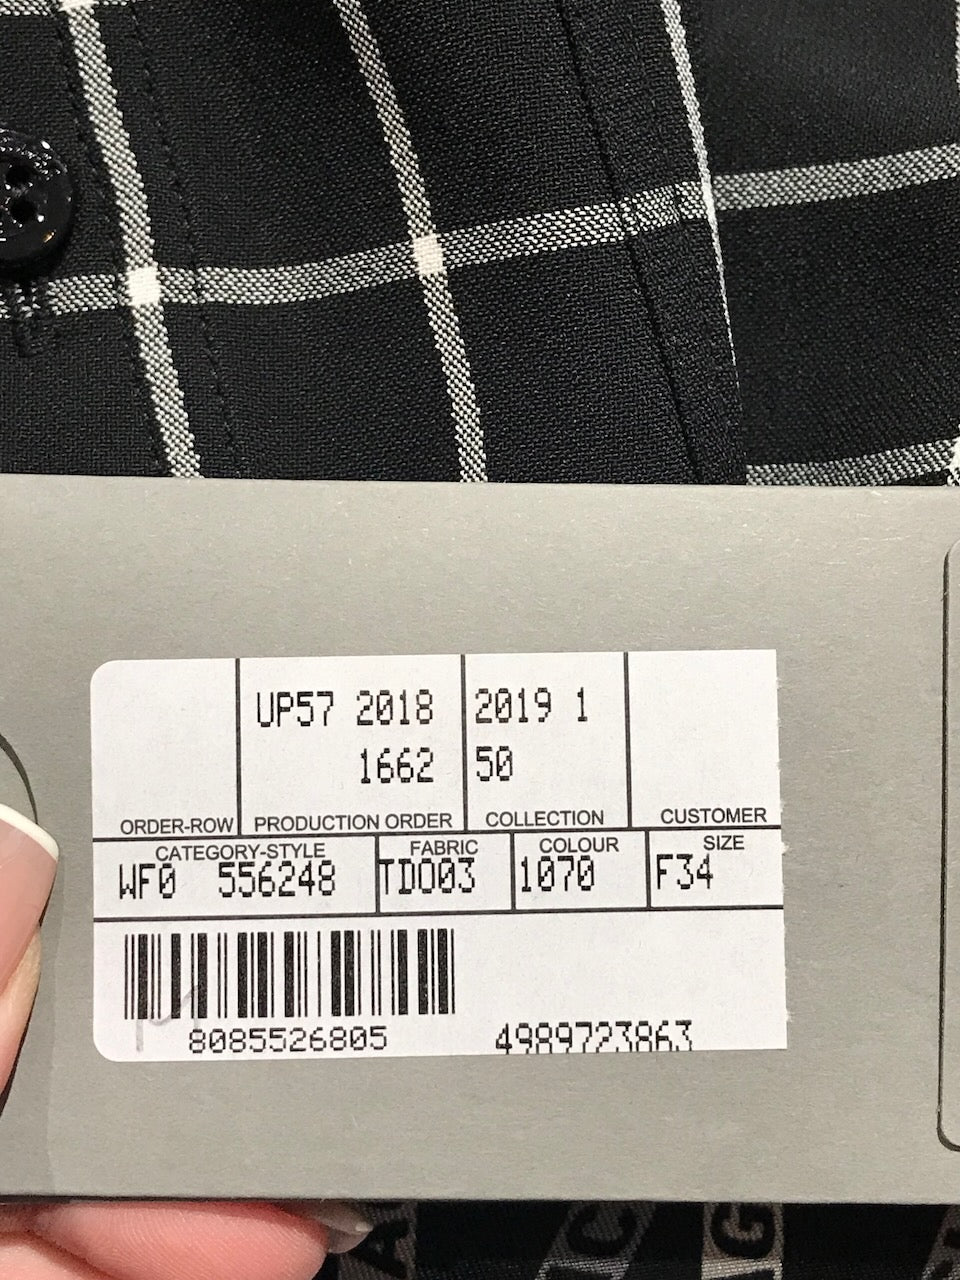 UP57 2018
1662
2019 1
50
ORDER-ROW
PRODUCTION ORDER
COLLECTION
CUSTOMER
CATEGORY-STYLE
WF0 556248
FABRIC
TDO03
COLOUR
1070
SIZE
F34
8085526805
4989723863